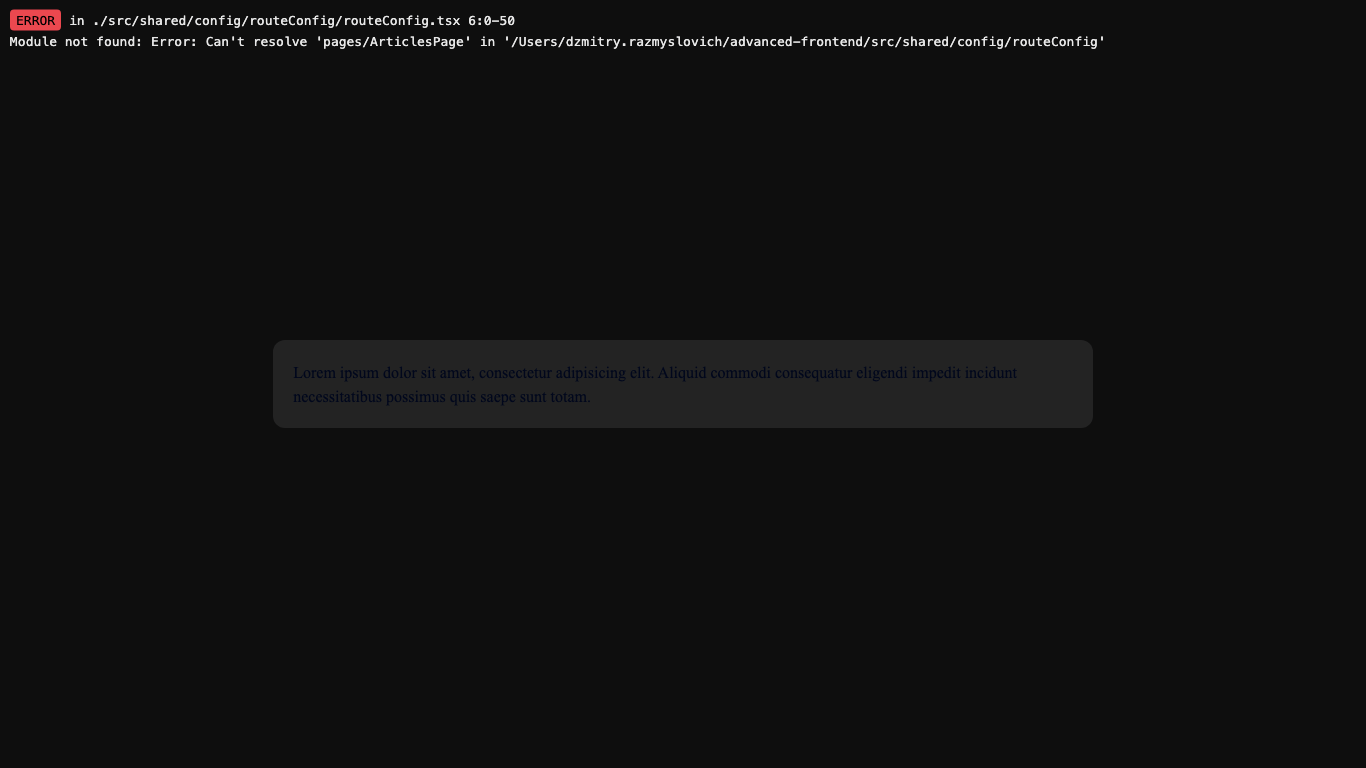 ERROR in ./src/shared/config/routeConfig/routeConfig.tsx 6:0-50
Module not found: Error: Can't resolve 'pages/ArticlesPage' in '/Users/dzmitry.razmyslovich/advanced-frontend/src/shared/config/routeConfig'
Lorem ipsum dolor sit amet, consectetur adipisicing elit. Aliquid commodi consequatur eligendi impedit incidunt
necessitatibus possimus quis saepe sunt totam.